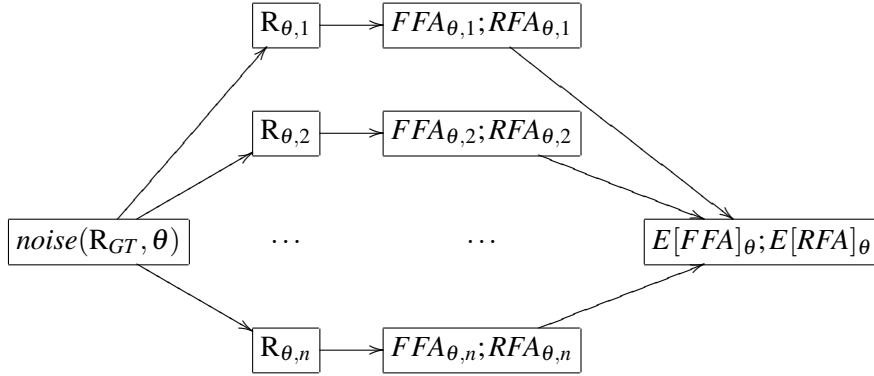 R_{θ,1} FFA_{θ,1};RFA_{θ,1}
R_{θ,2} FFA_{θ,2};RFA_{θ,2}
noise(R_{GT},θ) ... ... E[FFA]_θ;E[RFA]_θ
R_{θ,n} FFA_{θ,n};RFA_{θ,n}